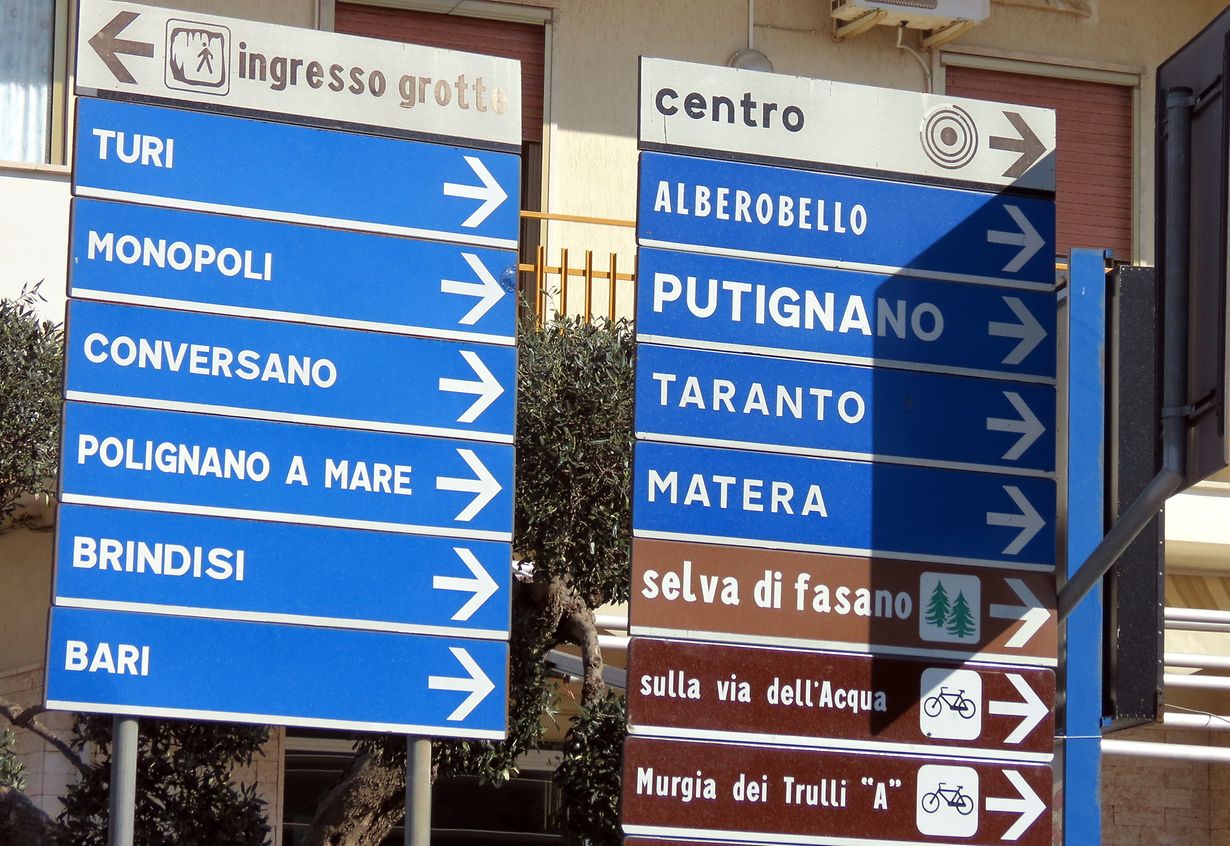 ingresso grotte
TURI
MONOPOLI
CONVERSANO
POLIGNANO A MARE
BRINDISI
BARI
centro
ALBEROBELLO
PUTIGNANO
TARANTO
MATERA
selva di fasano
sulla via dell'Acqua
Murgia dei Trulli "A"